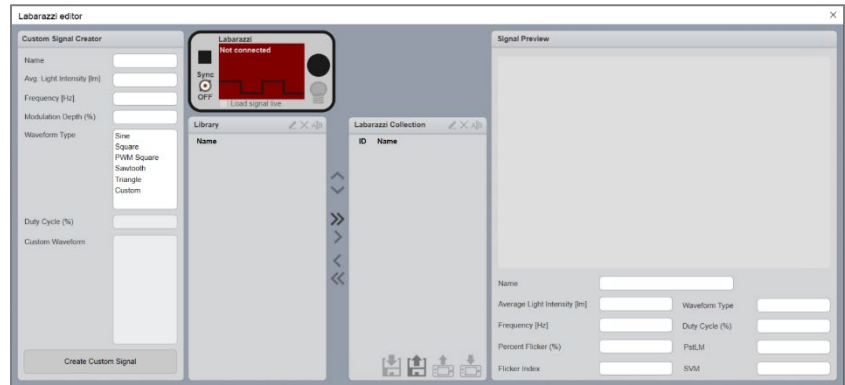 Labarazzi editor
Custom Signal Creator
Name
Avg. Light Intensity [lm]
Frequency [Hz]
Modulation Depth (%)
Waveform Type
Sine
Square
PWM Square
Sawtooth
Triangle
Custom
Duty Cycle (%)
Custom Waveform
Create Custom Signal
Labarazzi
Not connected
Sync
OFF
Load signal live
Library
Name
Labarazzi Collection
ID Name
Signal Preview
Name
Average Light Intensity [lm]
Waveform Type
Frequency [Hz]
Duty Cycle (%)
Percent Flicker (%)
PstLM
Flicker Index
SVM